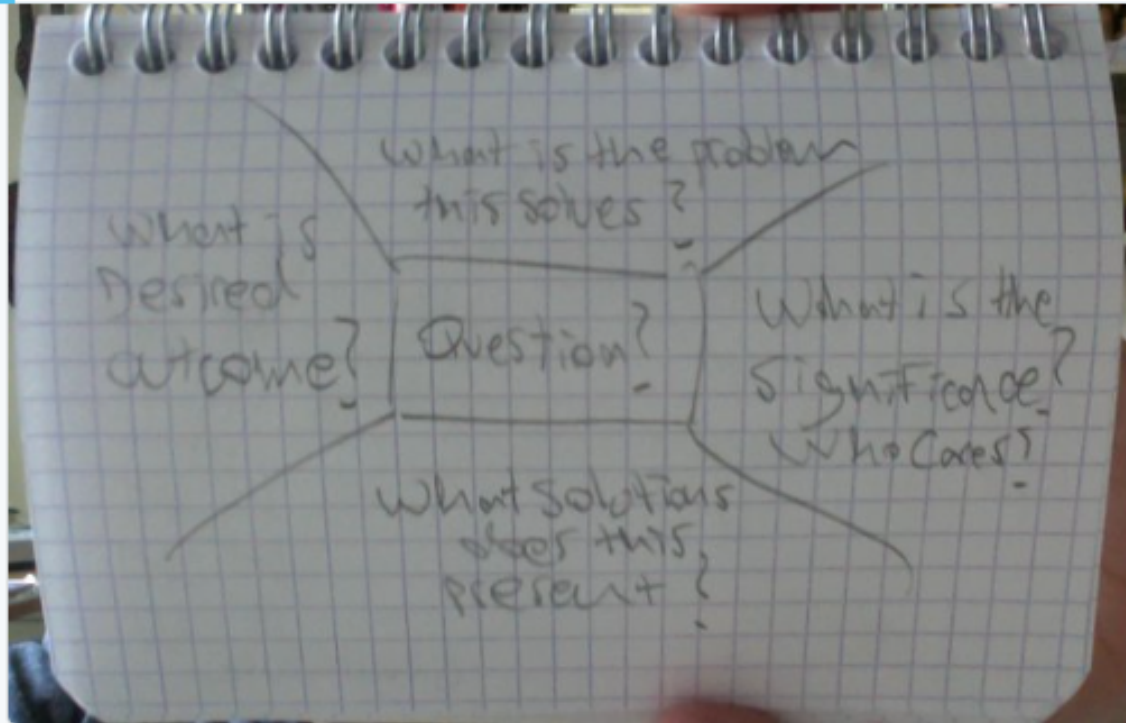 What is the problem
this solves?
What is
Desired
outcome?
Question?
What is the
Significance?
Who Cares?
What solutions
does this
present?